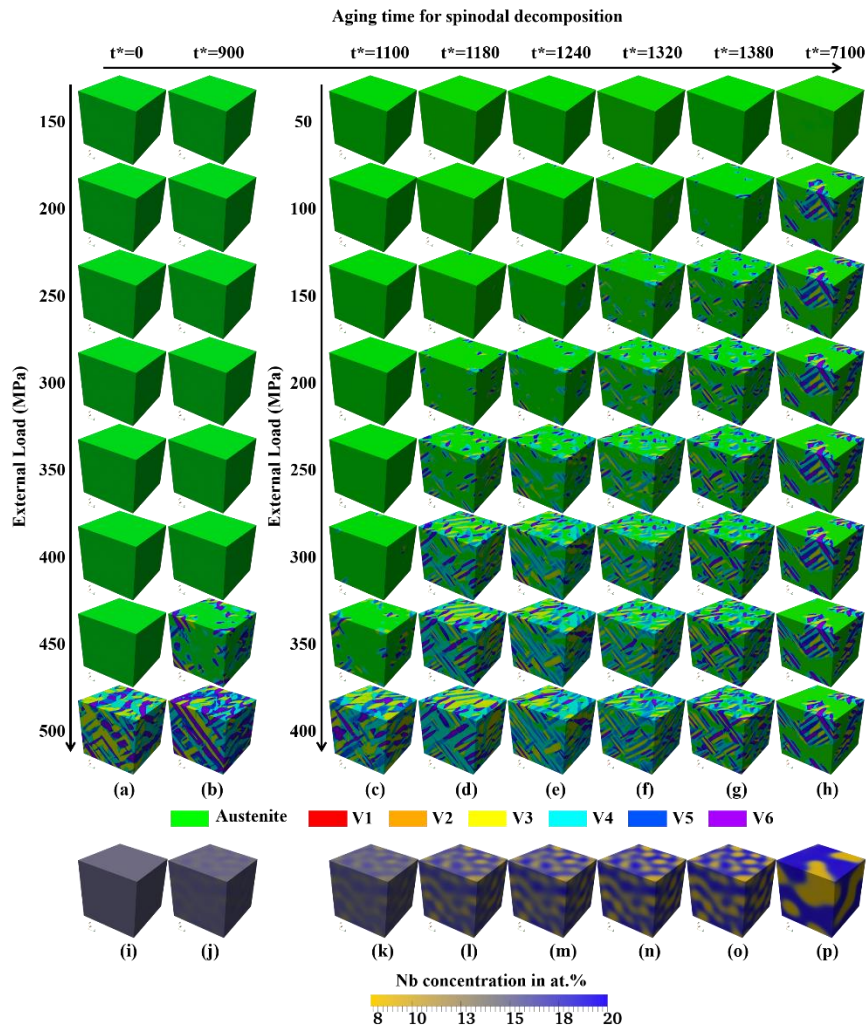 Aging time for spinodal decomposition
t*=0 t*=900 t*=1100 t*=1180 t*=1240 t*=1320 t*=1380 t*=7100
External Load (MPa)
150
200
250
300
350
400
450
500
External Load (MPa)
50
100
150
200
250
300
350
400
(a) (b) (c) (d) (e) (f) (g) (h)
Austenite V1 V2 V3 V4 V5 V6
(i) (j) (k) (l) (m) (n) (o) (p)
Nb concentration in at.%
8 10 13 15 18 20